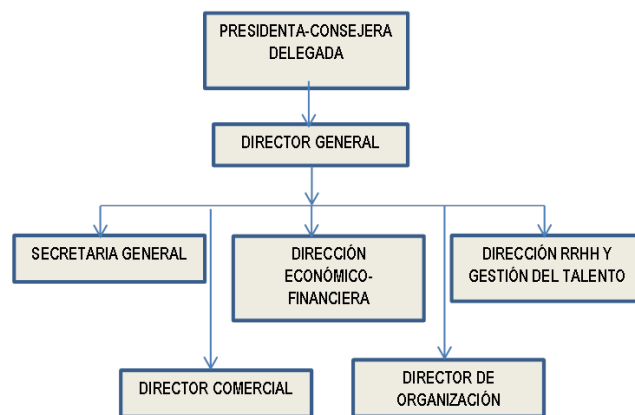 PRESIDENTA-CONSEJERA
DELEGADA
DIRECTOR GENERAL
SECRETARIA GENERAL
DIRECCIÓN
ECONÓMICO-
FINANCIERA
DIRECCIÓN RRHH Y
GESTIÓN DEL TALENTO
DIRECTOR COMERCIAL
DIRECTOR DE
ORGANIZACIÓN